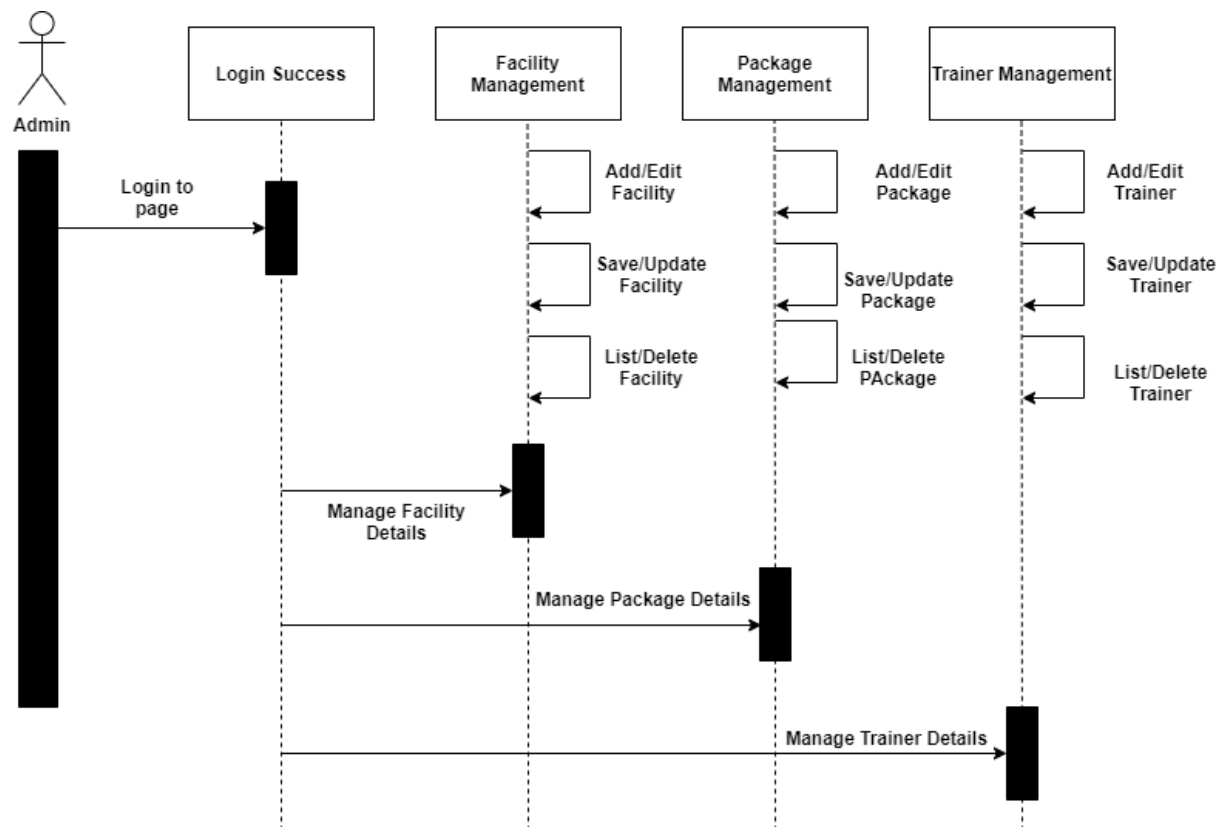 Admin
Login Success
Facility
Management
Package
Management
Trainer Management
Login to
page
Add/Edit
Facility
Add/Edit
Package
Add/Edit
Trainer
Save/Update
Facility
Save/Update
Package
Save/Update
Trainer
List/Delete
Facility
List/Delete
PAckage
List/Delete
Trainer
Manage Facility
Details
Manage Package Details
Manage Trainer Details